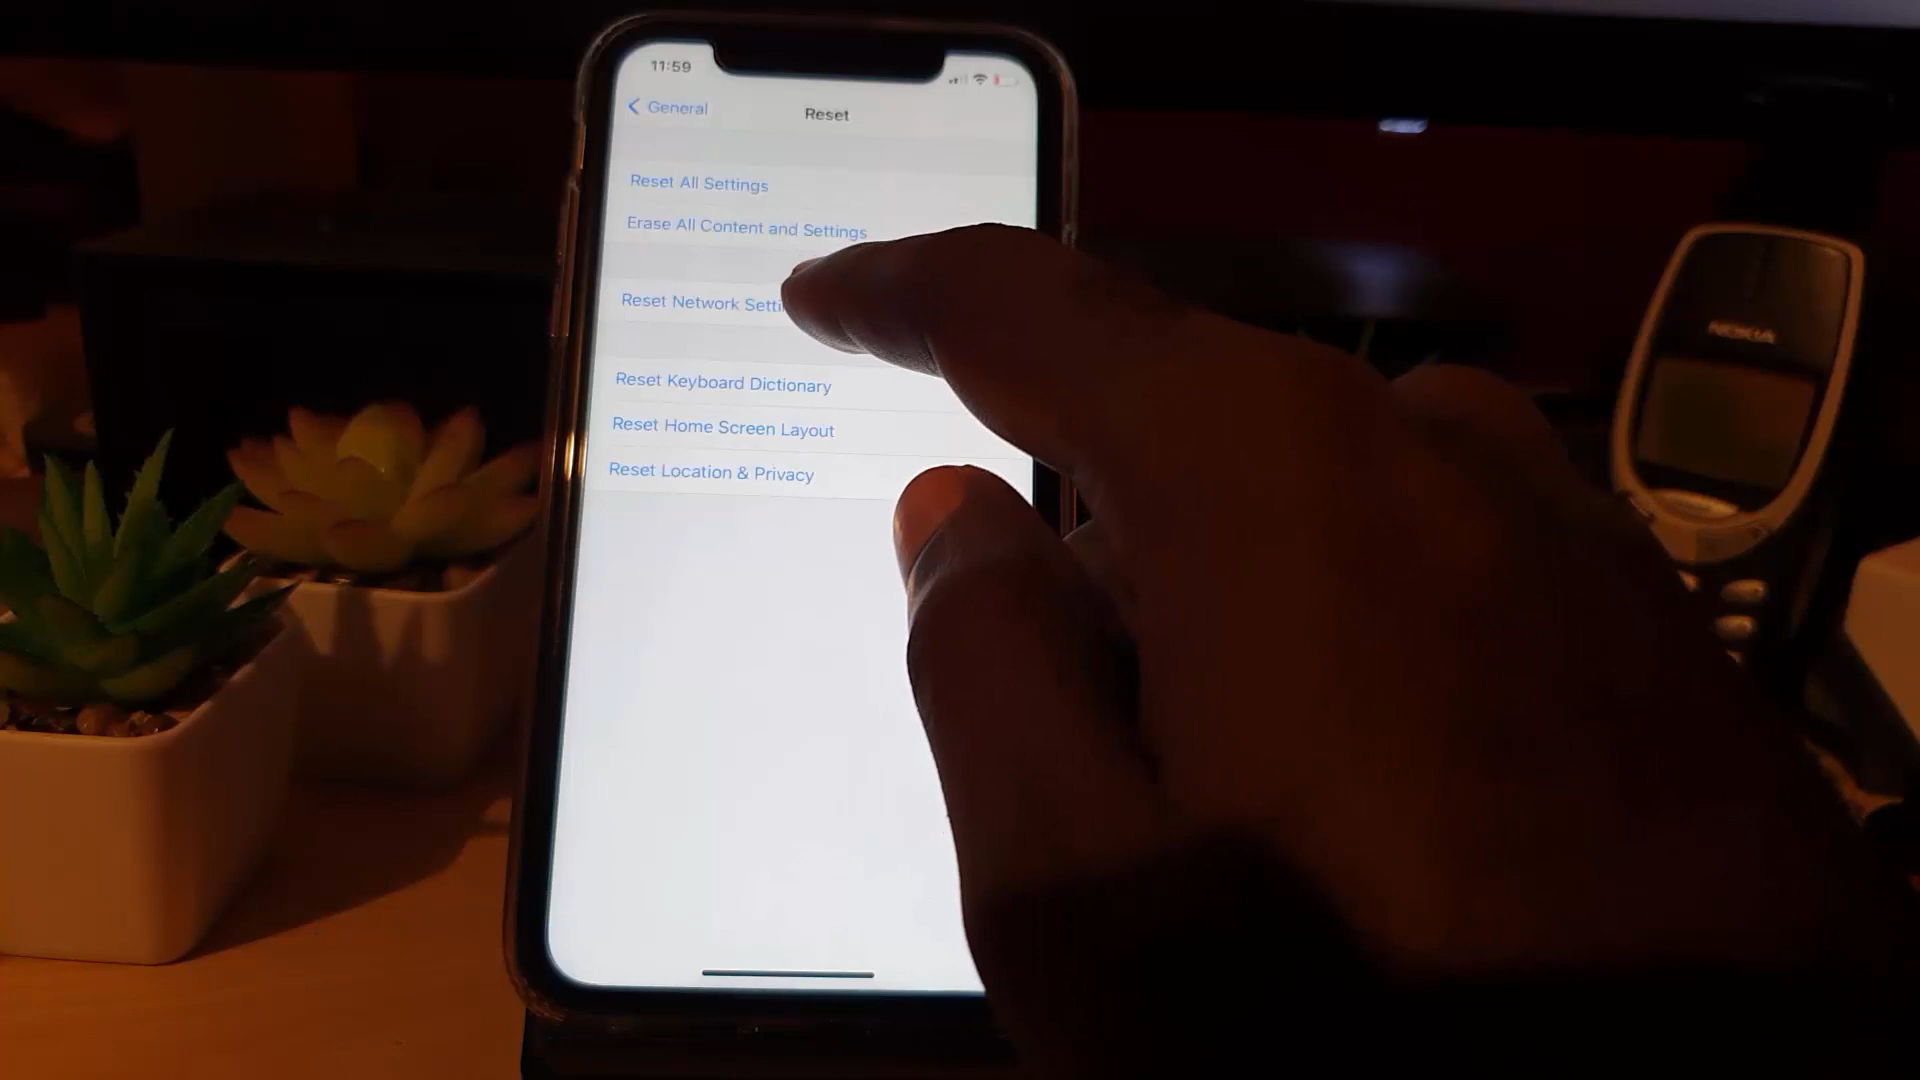 11:59
General
Reset
Reset All Settings
Erase All Content and Settings
Reset Network Setti
Reset Keyboard Dictionary
Reset Home Screen Layout
Reset Location & Privacy
NOKIA